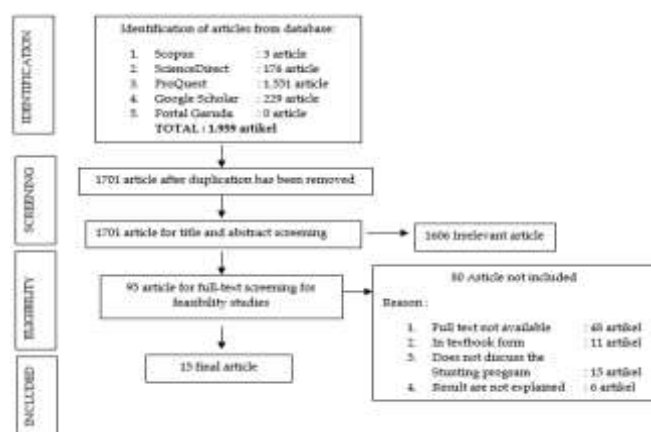 IDENTIFICATION
Identification of articles from database:
1. Scopus : 3 article
2. ScienceDirect : 176 article
3. ProQuest : 1.551 article
4. Google Scholar : 229 article
5. Portal Garuda : 0 article
TOTAL : 1.959 artikel
SCREENING
1701 article after duplication has been removed
1701 article for title and abstract screening
1606 Irrelevant article
ELIGIBILITY
95 article for full-text screening for
feasibility studies
80 Article not included
Reason :
1. Full text not available : 48 artikel
2. In textbook form : 11 artikel
3. Does not discuss the
Stunting program : 15 artikel
4. Result are not explained : 6 artikel
INCLUDED
15 final article